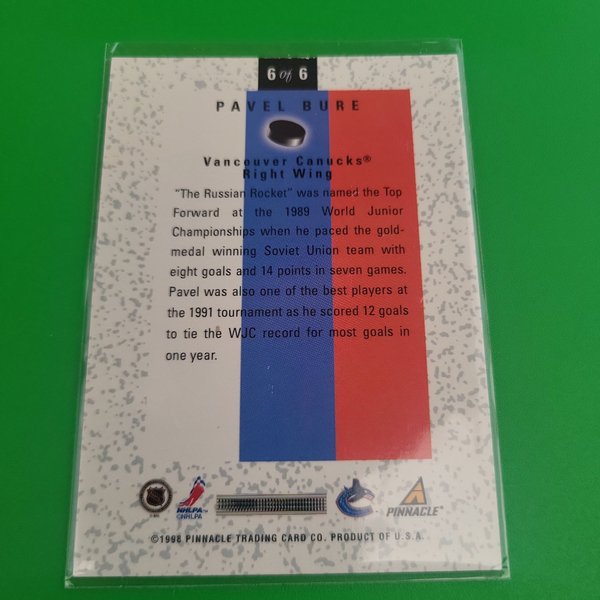 6 of 6
PAVEL BURE
Vancouver Canucks®
Right Wing
"The Russian Rocket" was named the Top
Forward at the 1989 World Junior
Championships when he paced the gold-
medal winning Soviet Union team with
eight goals and 14 points in seven games.
Pavel was also one of the best players at
the 1991 tournament as he scored 12 goals
to tie the WJC record for most goals in
one year.
NHLPA™
©NHLPA
PINNACLE
©1998 PINNACLE TRADING CARD CO. PRODUCT OF U.S.A.